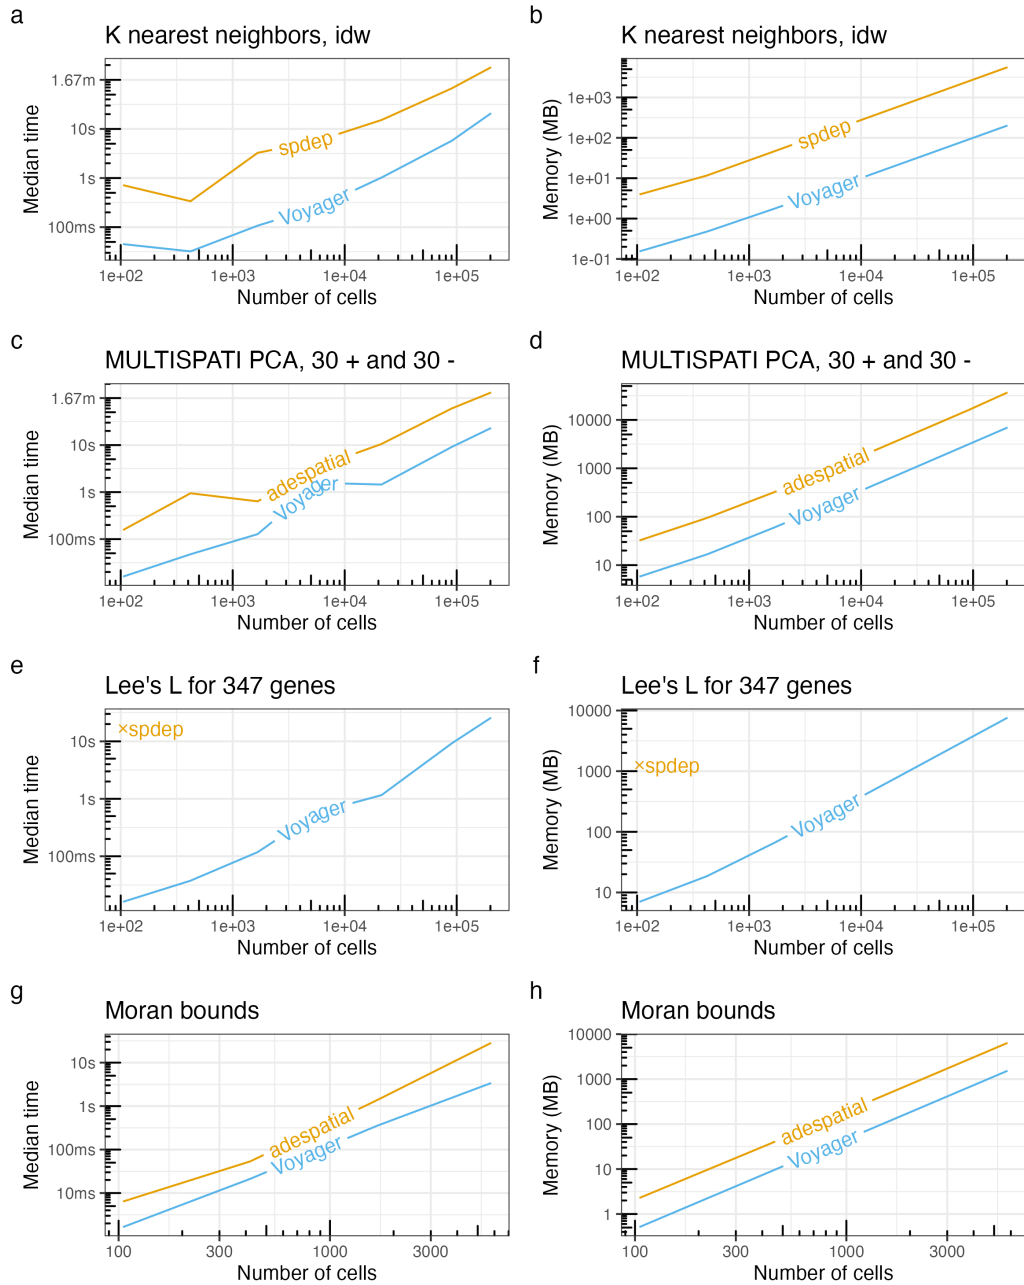 a
K nearest neighbors, idw
Median time
1.67m
10s
1s
100ms
spdep
Voyager
1e+02 1e+03 1e+04 1e+05
Number of cells
b
K nearest neighbors, idw
Memory (MB)
1e+03
1e+02
1e+01
1e+00
1e-01
spdep
Voyager
1e+02 1e+03 1e+04 1e+05
Number of cells
c
MULTISPATI PCA, 30 + and 30 -
Median time
1.67m
10s
1s
100ms
adespatial
Voyager
1e+02 1e+03 1e+04 1e+05
Number of cells
d
MULTISPATI PCA, 30 + and 30 -
Memory (MB)
10000
1000
100
10
adespatial
Voyager
1e+02 1e+03 1e+04 1e+05
Number of cells
e
Lee's L for 347 genes
Median time
10s
1s
100ms
×spdep
Voyager
1e+02 1e+03 1e+04 1e+05
Number of cells
f
Lee's L for 347 genes
Memory (MB)
10000
1000
100
10
×spdep
Voyager
1e+02 1e+03 1e+04 1e+05
Number of cells
g
Moran bounds
Median time
10s
1s
100ms
10ms
adespatial
Voyager
100 300 1000 3000
Number of cells
h
Moran bounds
Memory (MB)
10000
1000
100
10
1
adespatial
Voyager
100 300 1000 3000
Number of cells